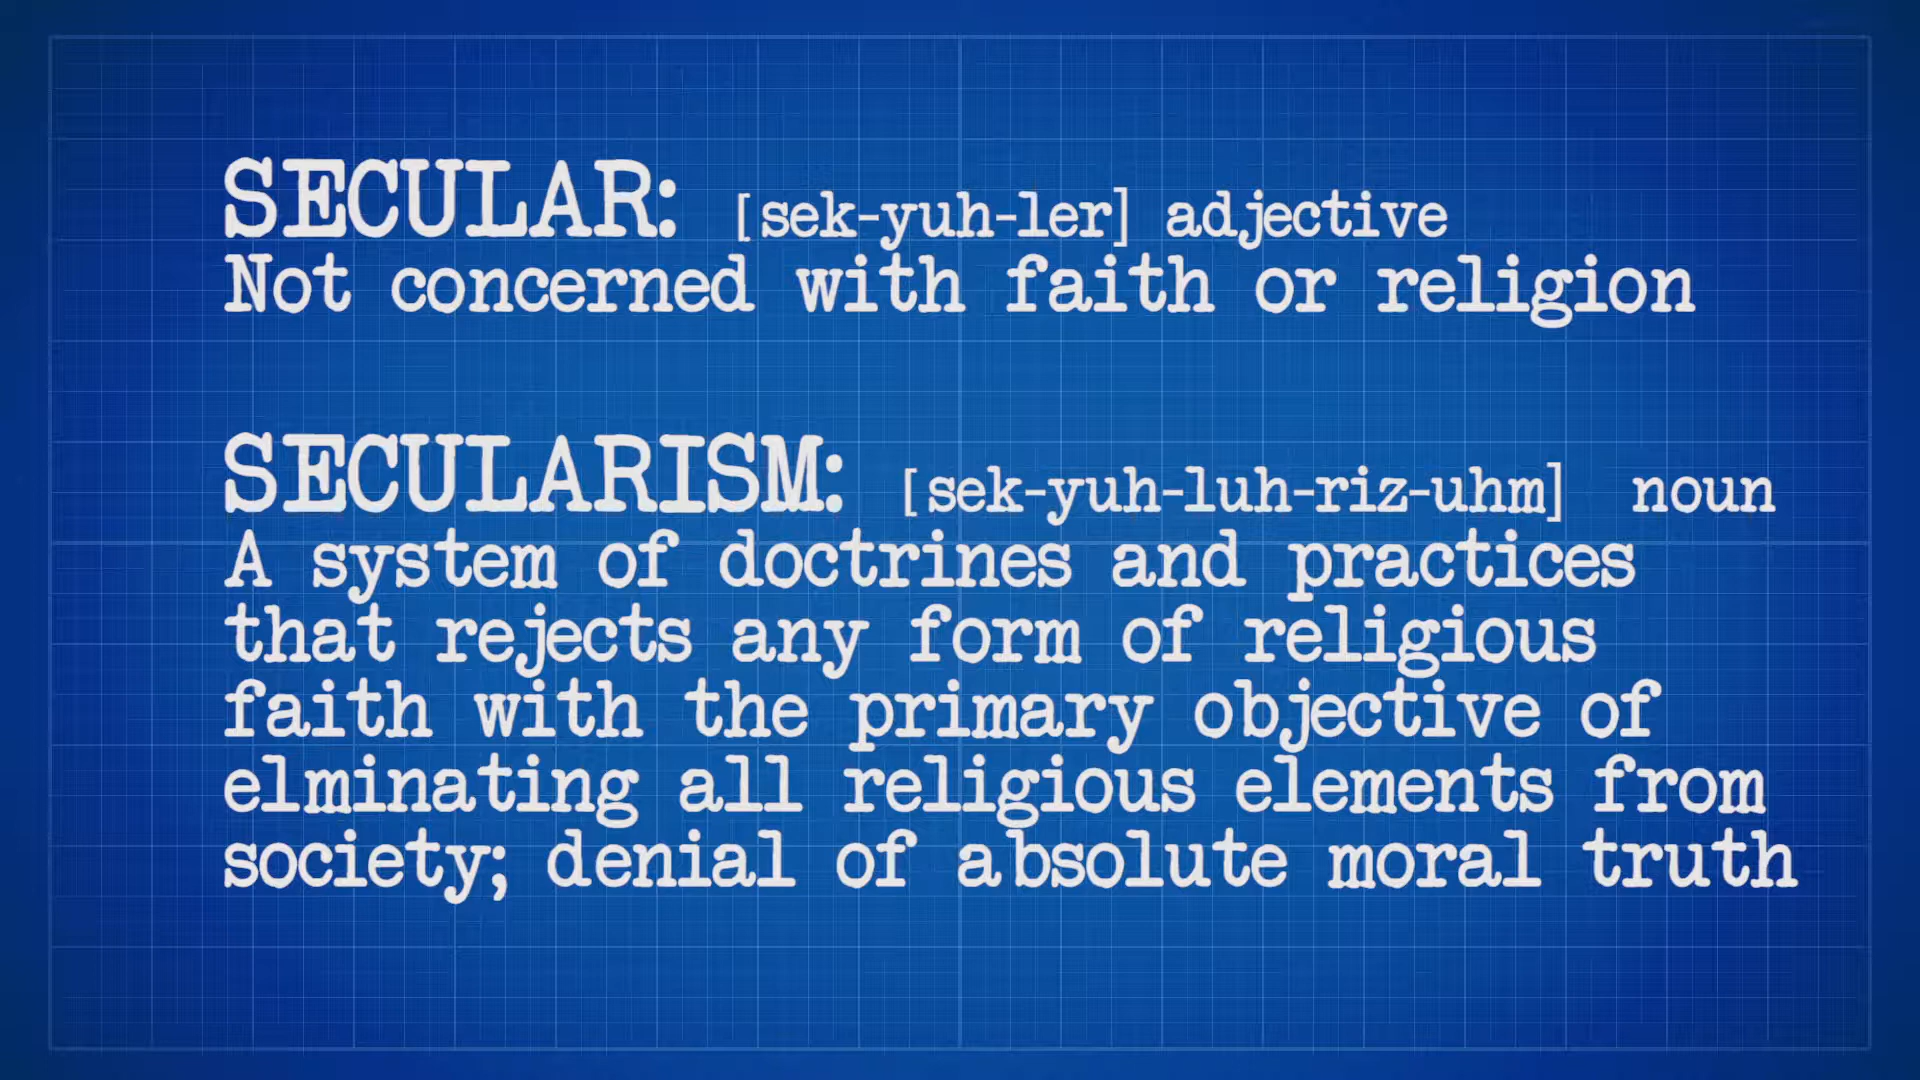 SECULAR: [sek-yuh-ler] adjective
Not concerned with faith or religion
SECULARISM: [sek-yuh-luh-riz-uhm] noun
A system of doctrines and practices
that rejects any form of religious
faith with the primary objective of
elminating all religious elements from
society; denial of absolute moral truth